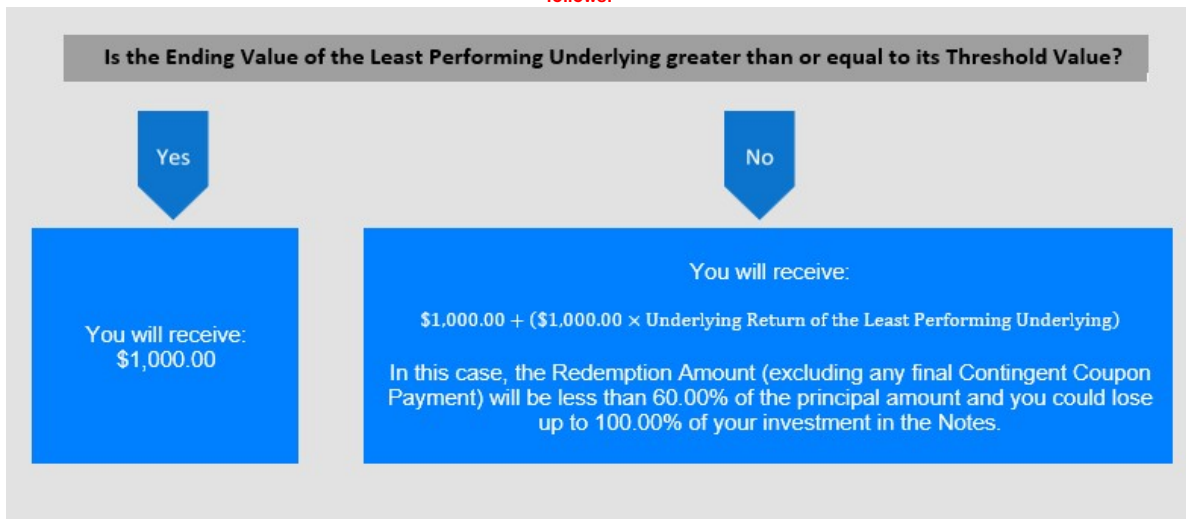 follows:
Is the Ending Value of the Least Performing Underlying greater than or equal to its Threshold Value?
Yes
No
You will receive:
$1,000.00
You will receive:
$1,000.00 + ($1,000.00 × Underlying Return of the Least Performing Underlying)
In this case, the Redemption Amount (excluding any final Contingent Coupon
Payment) will be less than 60.00% of the principal amount and you could lose
up to 100.00% of your investment in the Notes.